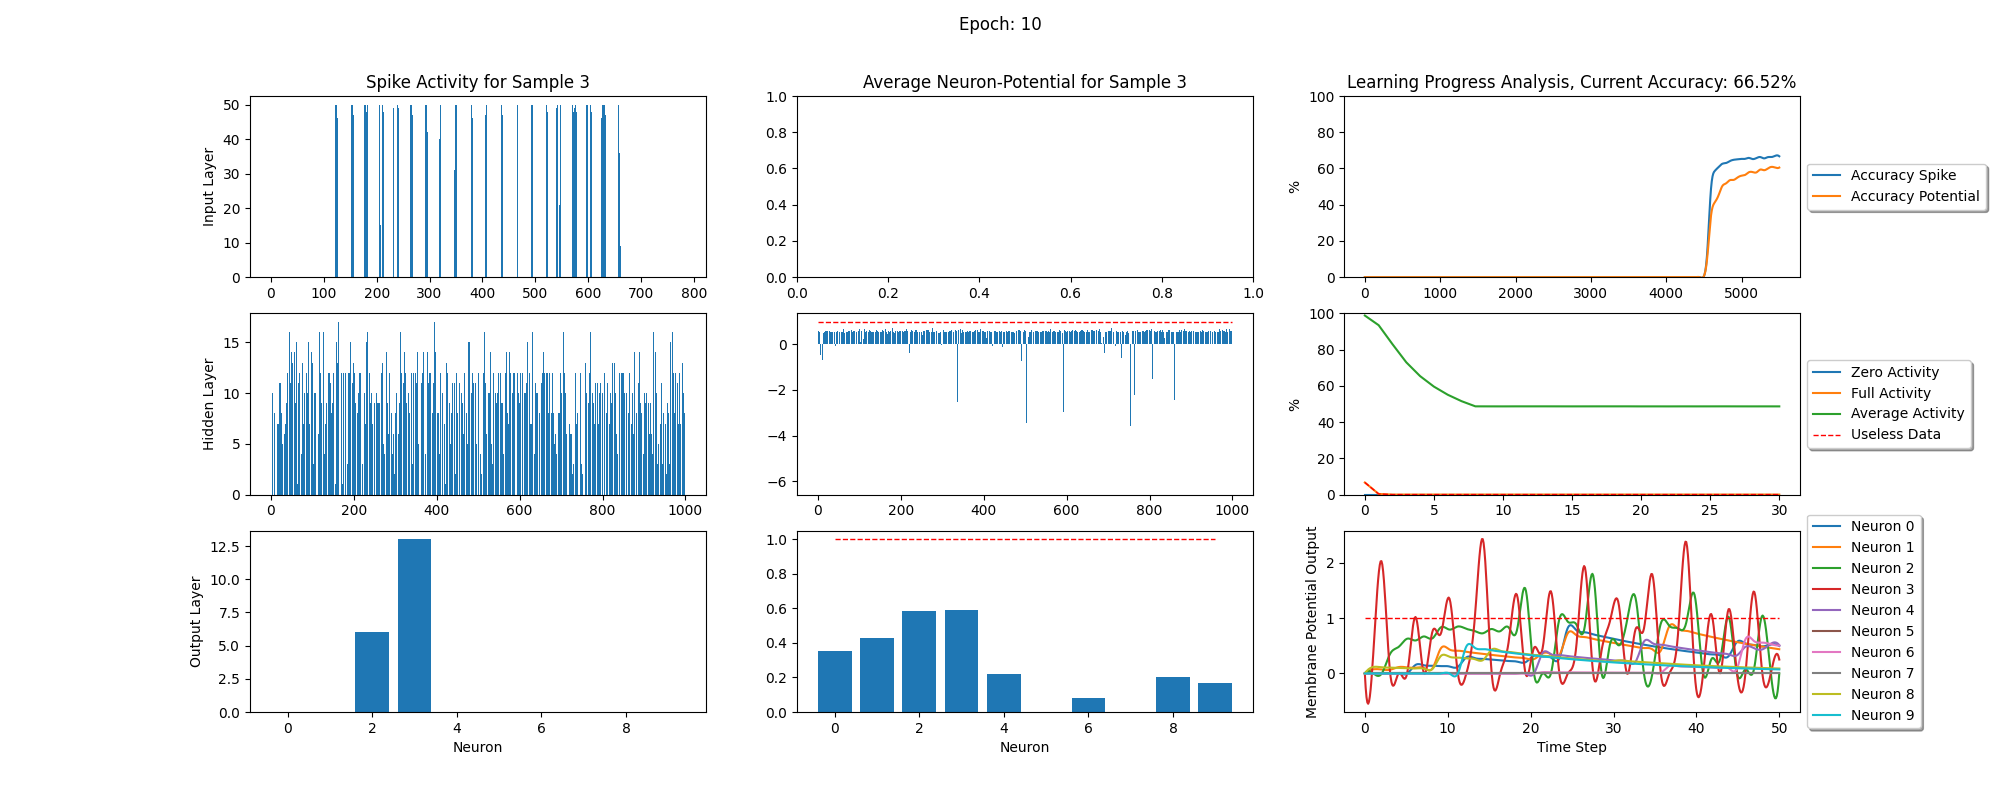 Epoch: 10
Spike Activity for Sample 3
Average Neuron-Potential for Sample 3
Learning Progress Analysis, Current Accuracy: 66.52%
Input Layer
50
40
30
20
10
0
0 100 200 300 400 500 600 700 800
1.0
0.8
0.6
0.4
0.2
0.0
0.0 0.2 0.4 0.6 0.8 1.0
%
100
80
60
40
20
0
0 1000 2000 3000 4000 5000
Accuracy Spike
Accuracy Potential
Hidden Layer
15
10
5
0
0 200 400 600 800 1000
0
−2
−4
−6
0 200 400 600 800 1000
%
100
80
60
40
20
0
0 5 10 15 20 25 30
Zero Activity
Full Activity
Average Activity
Useless Data
Output Layer
12.5
10.0
7.5
5.0
2.5
0.0
0 2 4 6 8
Neuron
1.0
0.8
0.6
0.4
0.2
0.0
0 2 4 6 8
Neuron
Membrane Potential Output
2
1
0
0 10 20 30 40 50
Time Step
Neuron 0
Neuron 1
Neuron 2
Neuron 3
Neuron 4
Neuron 5
Neuron 6
Neuron 7
Neuron 8
Neuron 9